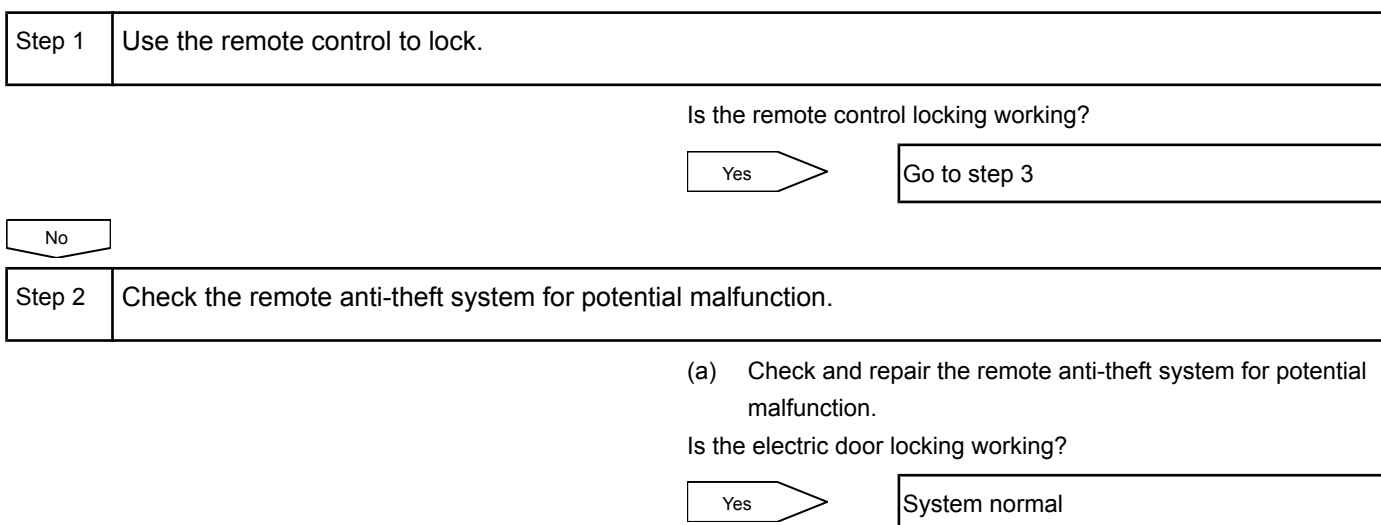 Step 1 Use the remote control to lock.
Is the remote control locking working?
Yes Go to step 3
No
Step 2 Check the remote anti-theft system for potential malfunction.
(a) Check and repair the remote anti-theft system for potential
malfunction.
Is the electric door locking working?
Yes System normal